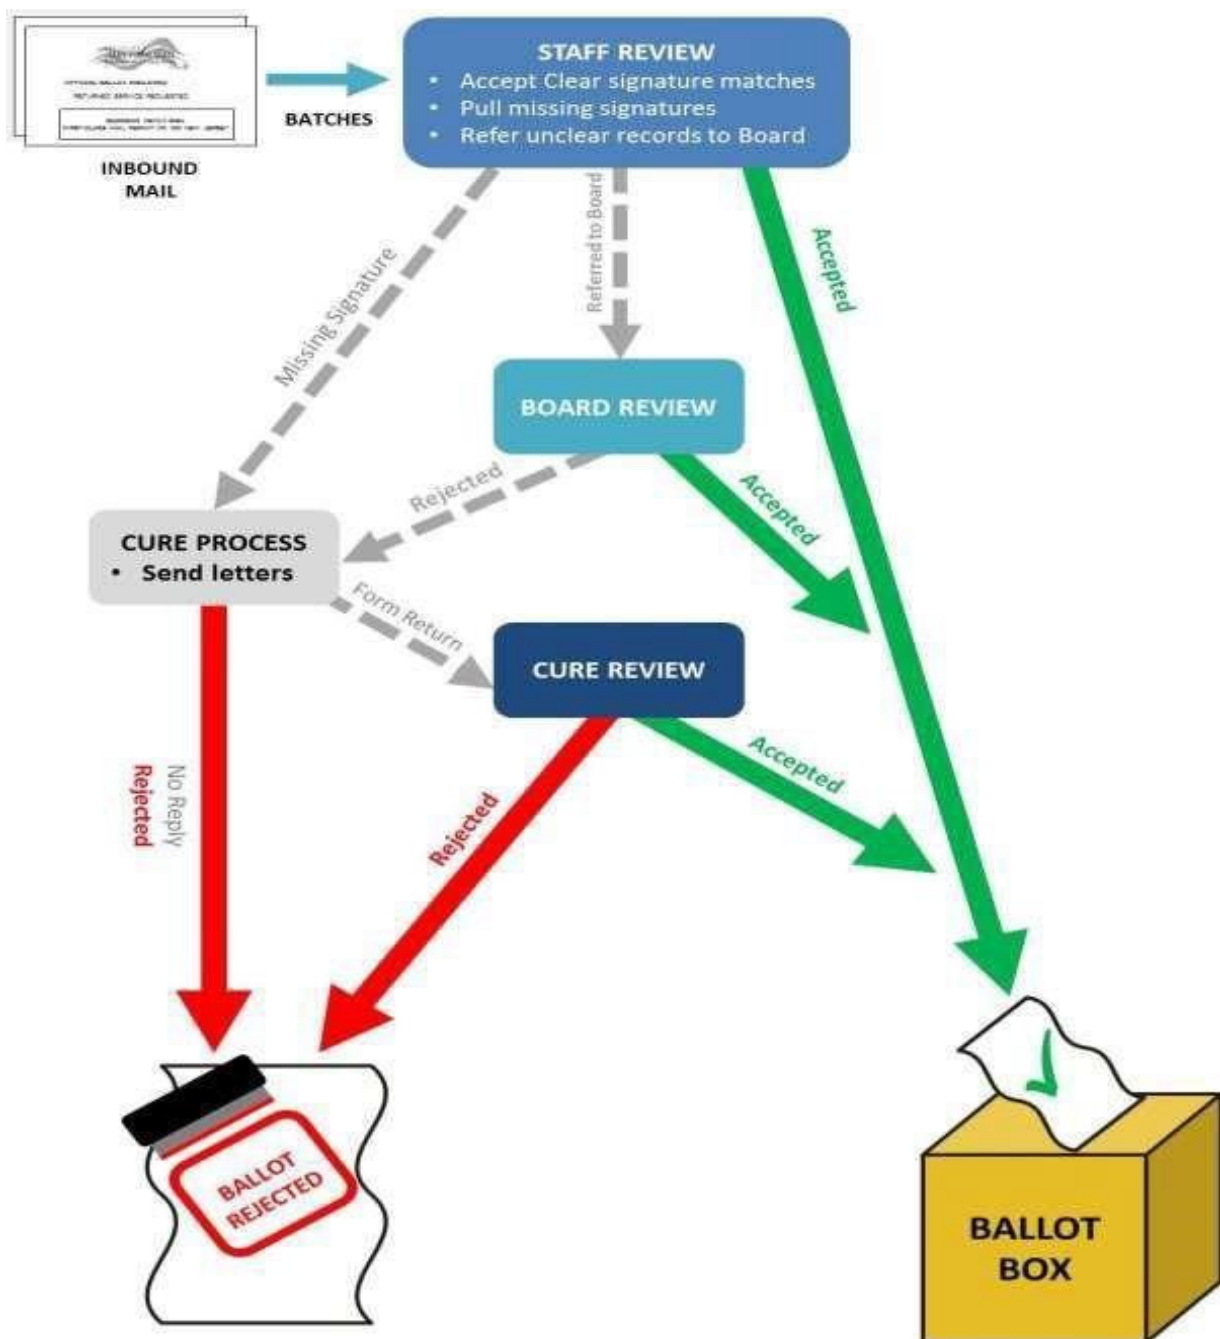 STAFF REVIEW
• Accept Clear signature matches
• Pull missing signatures
• Refer unclear records to Board
BATCHES
INBOUND
MAIL
Missing Signature
Referred to Board
Accepted
BOARD REVIEW
Rejected
Accepted
CURE PROCESS
• Send letters
Form Return
CURE REVIEW
No Reply
Rejected
Rejected
Accepted
BALLOT
REJECTED
BALLOT
BOX